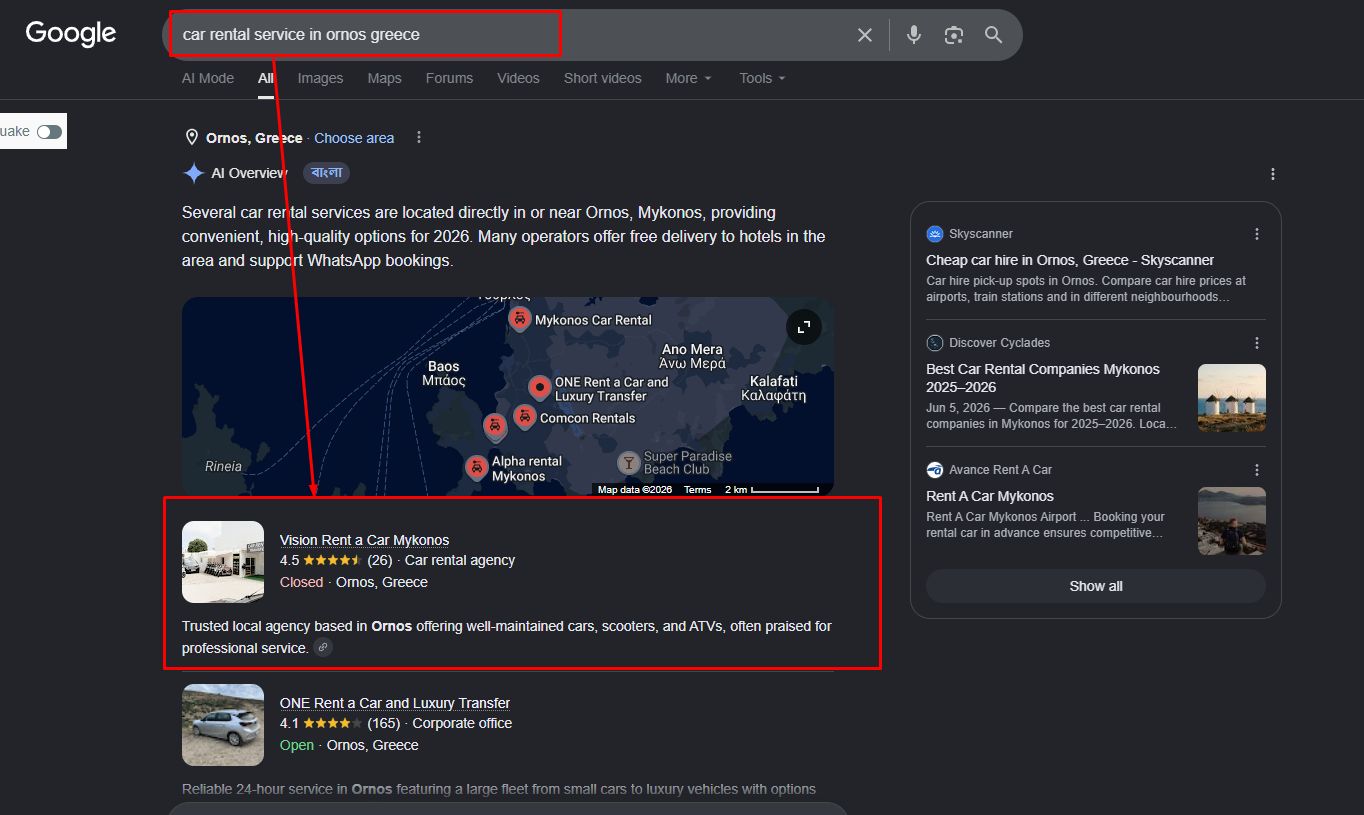 Google
car rental service in ornos greece
AI Mode
All
Images
Maps
Forums
Videos
Short videos
More
Tools
uake
Ornos, Greece · Choose area
AI Overview
বাংলা
Several car rental services are located directly in or near Ornos, Mykonos, providing
convenient, high-quality options for 2026. Many operators offer free delivery to hotels in the
area and support WhatsApp bookings.
Mykonos Car Rental
Ano Mera
Άνω Μερά
Baos
Μπάος
ONE Rent a Car and
Luxury Transfer
Kalafati
Καλαφάτη
Comcon Rentals
Rineia
Alpha rental
Mykonos
Super Paradise
Beach Club
Map data ©2026
Terms
2 km
Vision Rent a Car Mykonos
4.5 (26) · Car rental agency
Closed · Ornos, Greece
Trusted local agency based in Ornos offering well-maintained cars, scooters, and ATVs, often praised for
professional service.
ONE Rent a Car and Luxury Transfer
4.1 (165) · Corporate office
Open · Ornos, Greece
Reliable 24-hour service in Ornos featuring a large fleet from small cars to luxury vehicles with options
Skyscanner
Cheap car hire in Ornos, Greece - Skyscanner
Car hire pick-up spots in Ornos. Compare car hire prices at
airports, train stations and in different neighbourhoods…
Discover Cyclades
Best Car Rental Companies Mykonos
2025–2026
Jun 5, 2026 — Compare the best car rental
companies in Mykonos for 2025–2026. Loca…
Avance Rent A Car
Rent A Car Mykonos
Rent A Car Mykonos Airport ... Booking your
rental car in advance ensures competitive…
Show all